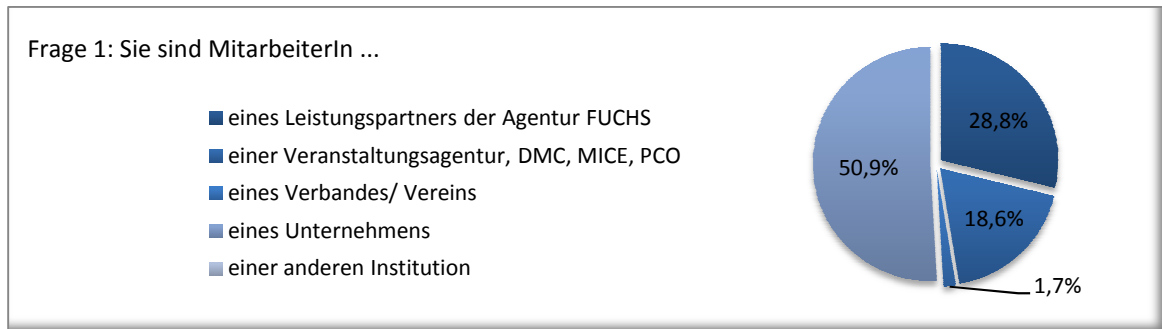 Frage 1: Sie sind MitarbeiterIn ...
eines Leistungspartners der Agentur FUCHS
einer Veranstaltungsagentur, DMC, MICE, PCO
eines Verbandes/ Vereins
eines Unternehmens
einer anderen Institution
28,8%
50,9%
18,6%
1,7%